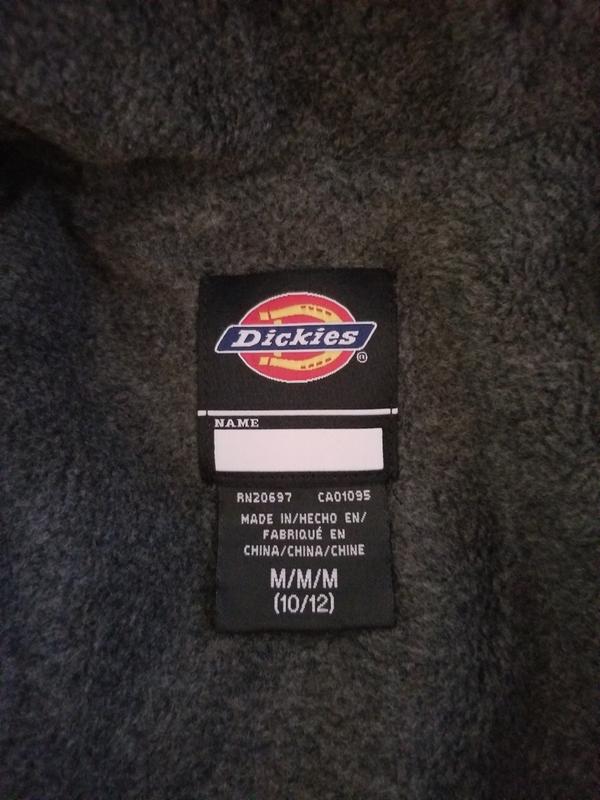 Dickies®
NAME
RN20697 CA01095
MADE IN/HECHO EN/
FABRIQUÉ EN
CHINA/CHINA/CHINE
M/M/M
(10/12)